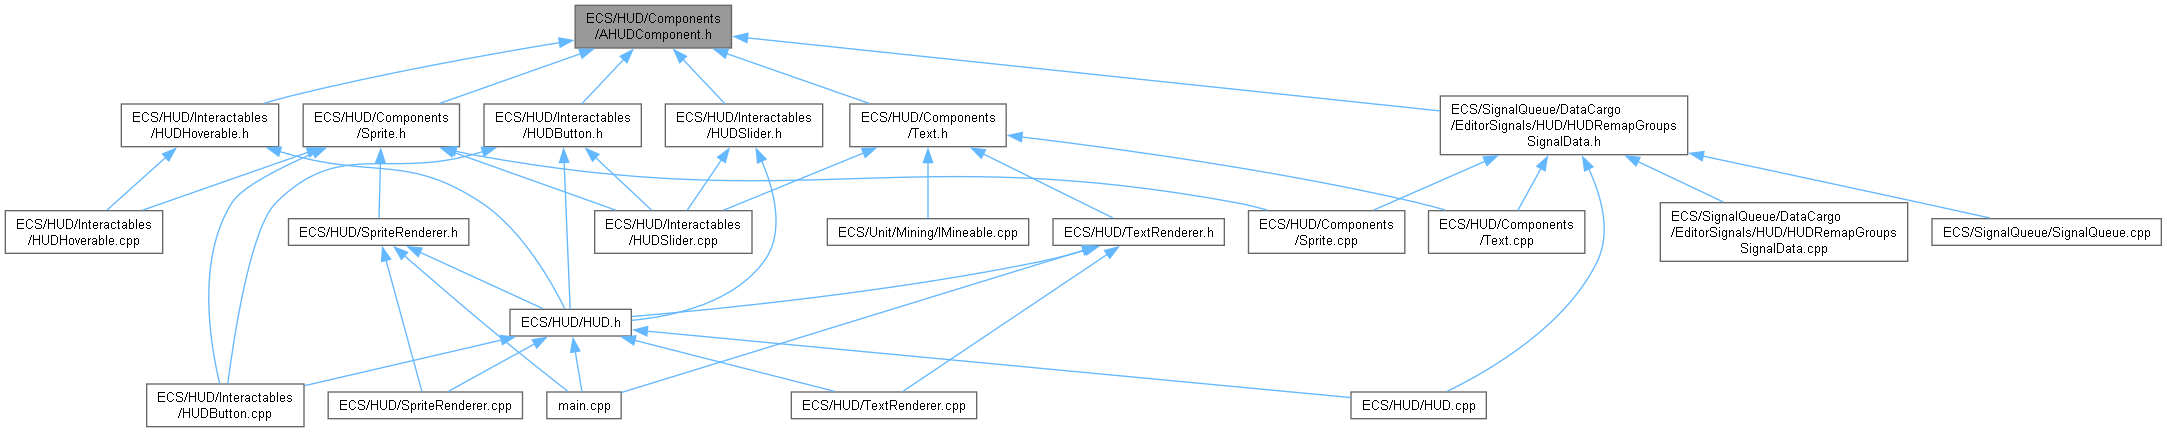 ECS/HUD/Components
/AHUDComponent.h
ECS/HUD/Interactables
/HUDHoverable.h
ECS/HUD/Components
/Sprite.h
ECS/HUD/Interactables
/HUDButton.h
ECS/HUD/Interactables
/HUDSlider.h
ECS/HUD/Components
/Text.h
ECS/SignalQueue/DataCargo
/EditorSignals/HUD/HUDRemapGroups
SignalData.h
ECS/HUD/Interactables
/HUDHoverable.cpp
ECS/HUD/SpriteRenderer.h
ECS/HUD/Interactables
/HUDSlider.cpp
ECS/Unit/Mining/IMineable.cpp
ECS/HUD/TextRenderer.h
ECS/HUD/Components
/Sprite.cpp
ECS/HUD/Components
/Text.cpp
ECS/SignalQueue/DataCargo
/EditorSignals/HUD/HUDRemapGroups
SignalData.cpp
ECS/SignalQueue/SignalQueue.cpp
ECS/HUD/HUD.h
ECS/HUD/Interactables
/HUDButton.cpp
ECS/HUD/SpriteRenderer.cpp
main.cpp
ECS/HUD/TextRenderer.cpp
ECS/HUD/HUD.cpp